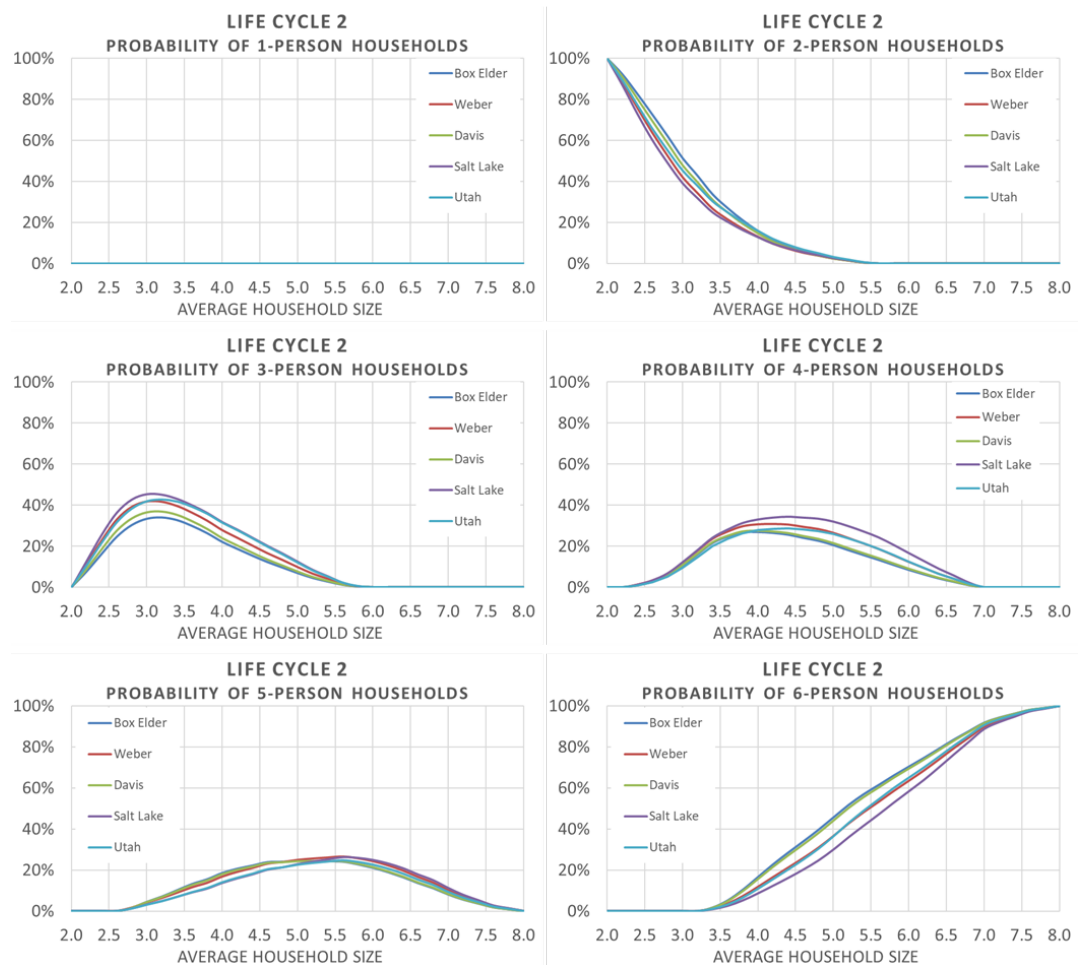 LIFE CYCLE 2
PROBABILITY OF 1-PERSON HOUSEHOLDS
100%
80%
60%
40%
20%
0%
Box Elder
Weber
Davis
Salt Lake
Utah
2.0 2.5 3.0 3.5 4.0 4.5 5.0 5.5 6.0 6.5 7.0 7.5 8.0
AVERAGE HOUSEHOLD SIZE
LIFE CYCLE 2
PROBABILITY OF 2-PERSON HOUSEHOLDS
100%
80%
60%
40%
20%
0%
Box Elder
Weber
Davis
Salt Lake
Utah
2.0 2.5 3.0 3.5 4.0 4.5 5.0 5.5 6.0 6.5 7.0 7.5 8.0
AVERAGE HOUSEHOLD SIZE
LIFE CYCLE 2
PROBABILITY OF 3-PERSON HOUSEHOLDS
100%
80%
60%
40%
20%
0%
Box Elder
Weber
Davis
Salt Lake
Utah
2.0 2.5 3.0 3.5 4.0 4.5 5.0 5.5 6.0 6.5 7.0 7.5 8.0
AVERAGE HOUSEHOLD SIZE
LIFE CYCLE 2
PROBABILITY OF 4-PERSON HOUSEHOLDS
100%
80%
60%
40%
20%
0%
Box Elder
Weber
Davis
Salt Lake
Utah
2.0 2.5 3.0 3.5 4.0 4.5 5.0 5.5 6.0 6.5 7.0 7.5 8.0
AVERAGE HOUSEHOLD SIZE
LIFE CYCLE 2
PROBABILITY OF 5-PERSON HOUSEHOLDS
100%
80%
60%
40%
20%
0%
Box Elder
Weber
Davis
Salt Lake
Utah
2.0 2.5 3.0 3.5 4.0 4.5 5.0 5.5 6.0 6.5 7.0 7.5 8.0
AVERAGE HOUSEHOLD SIZE
LIFE CYCLE 2
PROBABILITY OF 6-PERSON HOUSEHOLDS
100%
80%
60%
40%
20%
0%
Box Elder
Weber
Davis
Salt Lake
Utah
2.0 2.5 3.0 3.5 4.0 4.5 5.0 5.5 6.0 6.5 7.0 7.5 8.0
AVERAGE HOUSEHOLD SIZE